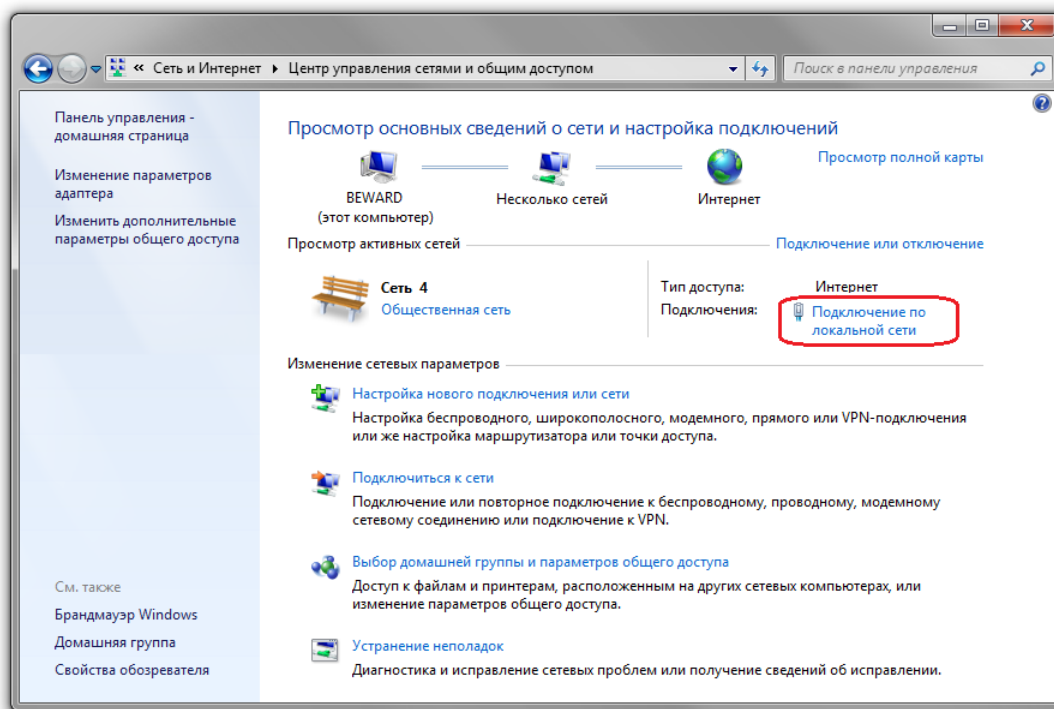 « Сеть и Интернет Центр управления сетями и общим доступом
Поиск в панели управления
Панель управления -
домашняя страница
Изменение параметров
адаптера
Изменить дополнительные
параметры общего доступа
См. также
Брандмауэр Windows
Домашняя группа
Свойства обозревателя
Просмотр основных сведений о сети и настройка подключений
Просмотр полной карты
BEWARD
(этот компьютер)
Несколько сетей
Интернет
Просмотр активных сетей
Подключение или отключение
Сеть 4
Общественная сеть
Тип доступа: Интернет
Подключения: Подключение по
локальной сети
Изменение сетевых параметров
Настройка нового подключения или сети
Настройка беспроводного, широкополосного, модемного, прямого или VPN-подключения
или же настройка маршрутизатора или точки доступа.
Подключиться к сети
Подключение или повторное подключение к беспроводному, проводному, модемному
сетевому соединению или подключение к VPN.
Выбор домашней группы и параметров общего доступа
Доступ к файлам и принтерам, расположенным на других сетевых компьютерах, или
изменение параметров общего доступа.
Устранение неполадок
Диагностика и исправление сетевых проблем или получение сведений об исправлении.